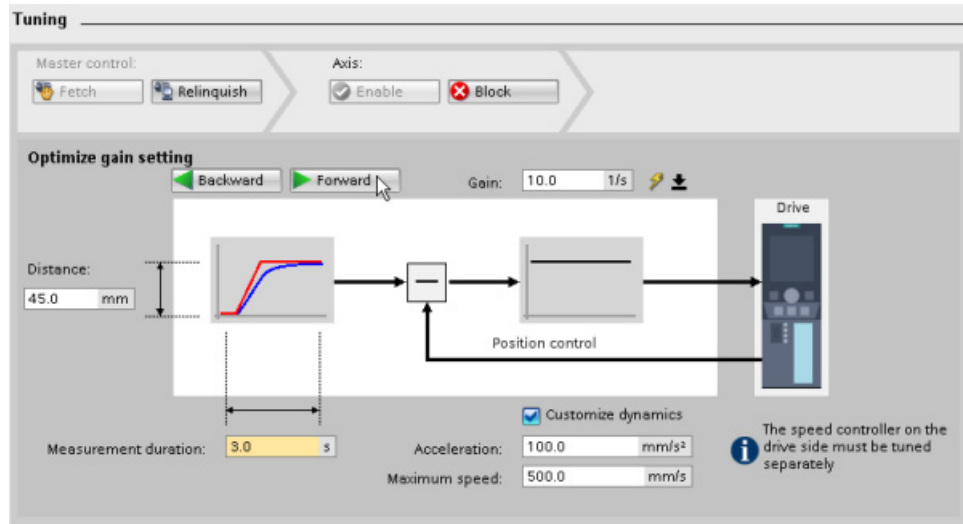 Tuning
Master control:
Axis:
Fetch
Relinquish
Enable
Block
Optimize gain setting
Backward
Forward
Gain:
10.0 1/s
Drive
Distance:
45.0 mm
Position control
Customize dynamics
Measurement duration:
3.0 s
Acceleration:
100.0 mm/s²
Maximum speed:
500.0 mm/s
The speed controller on the
drive side must be tuned
separately